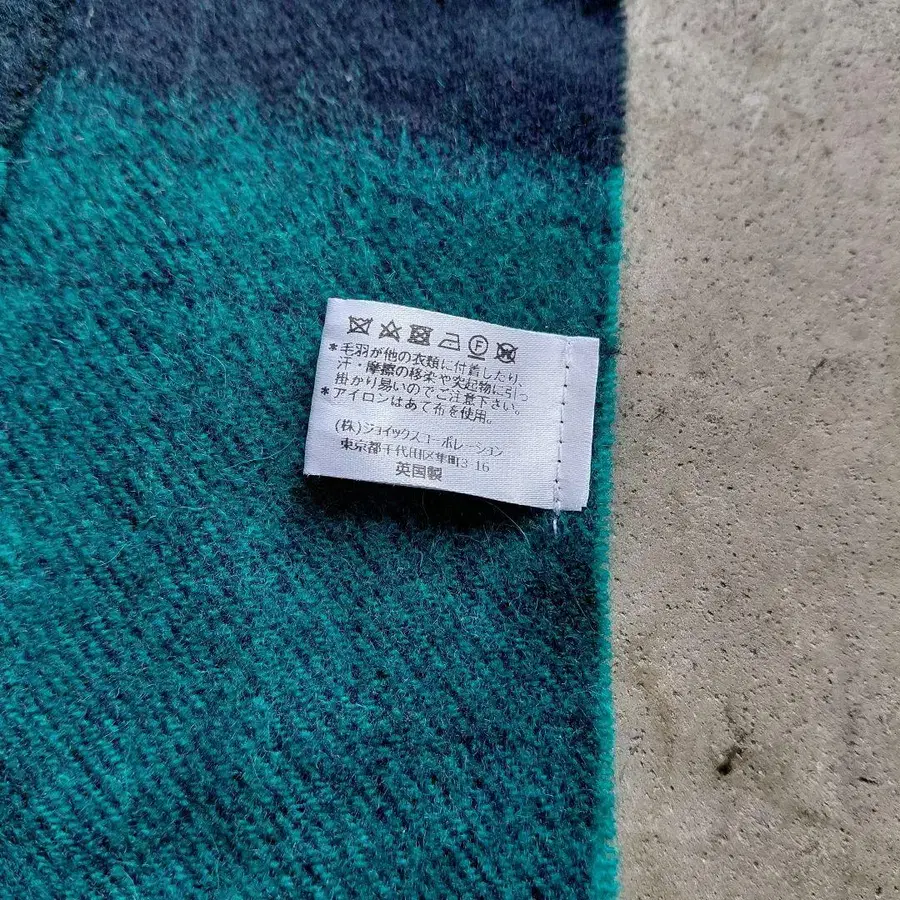 F W
*毛羽が他の衣類に付着したり、
汗・摩擦の移染や突起物に引っ
掛かり易いのでご注意下さい。
*アイロンはあて布を使用。
(株)ジョイックスコーポレーション
東京都千代田区隼町3-16
英国製